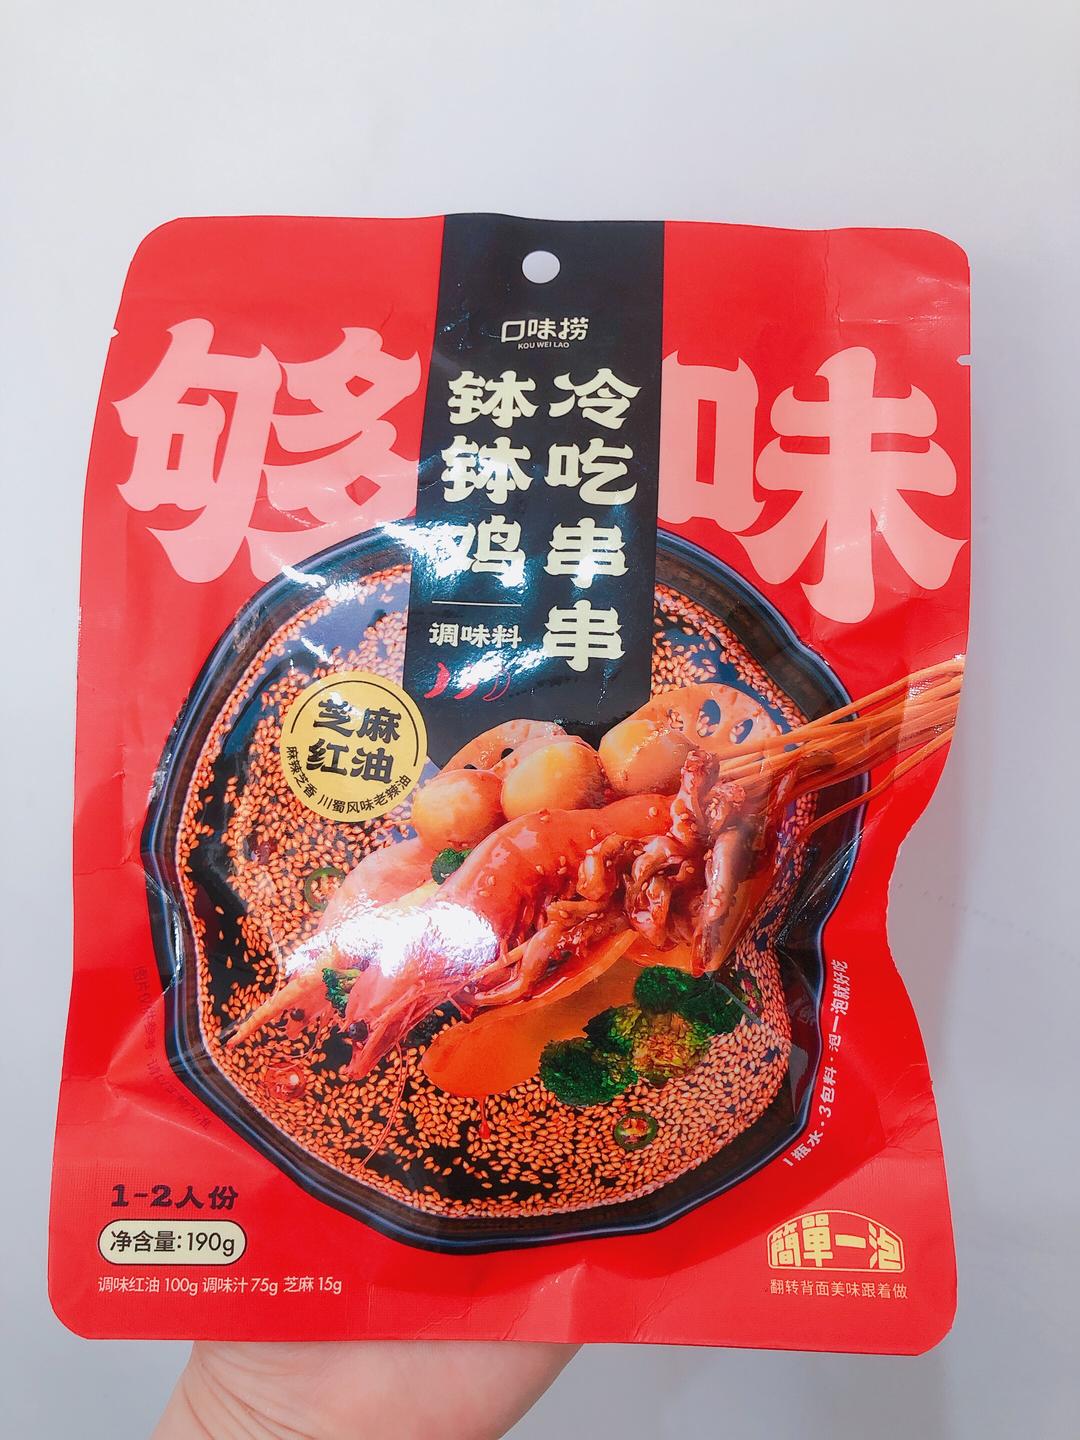 够味
口味捞
KOU WEI LAO
冷吃串串
钵钵鸡
调味料
芝麻
红油
麻辣芝香 川蜀风味老辣油
1瓶水·3包料·泡一泡就好吃
1-2人份
净含量:190g
调味红油 100g 调味汁 75g 芝麻 15g
簡單一泡
翻转背面美味跟着做